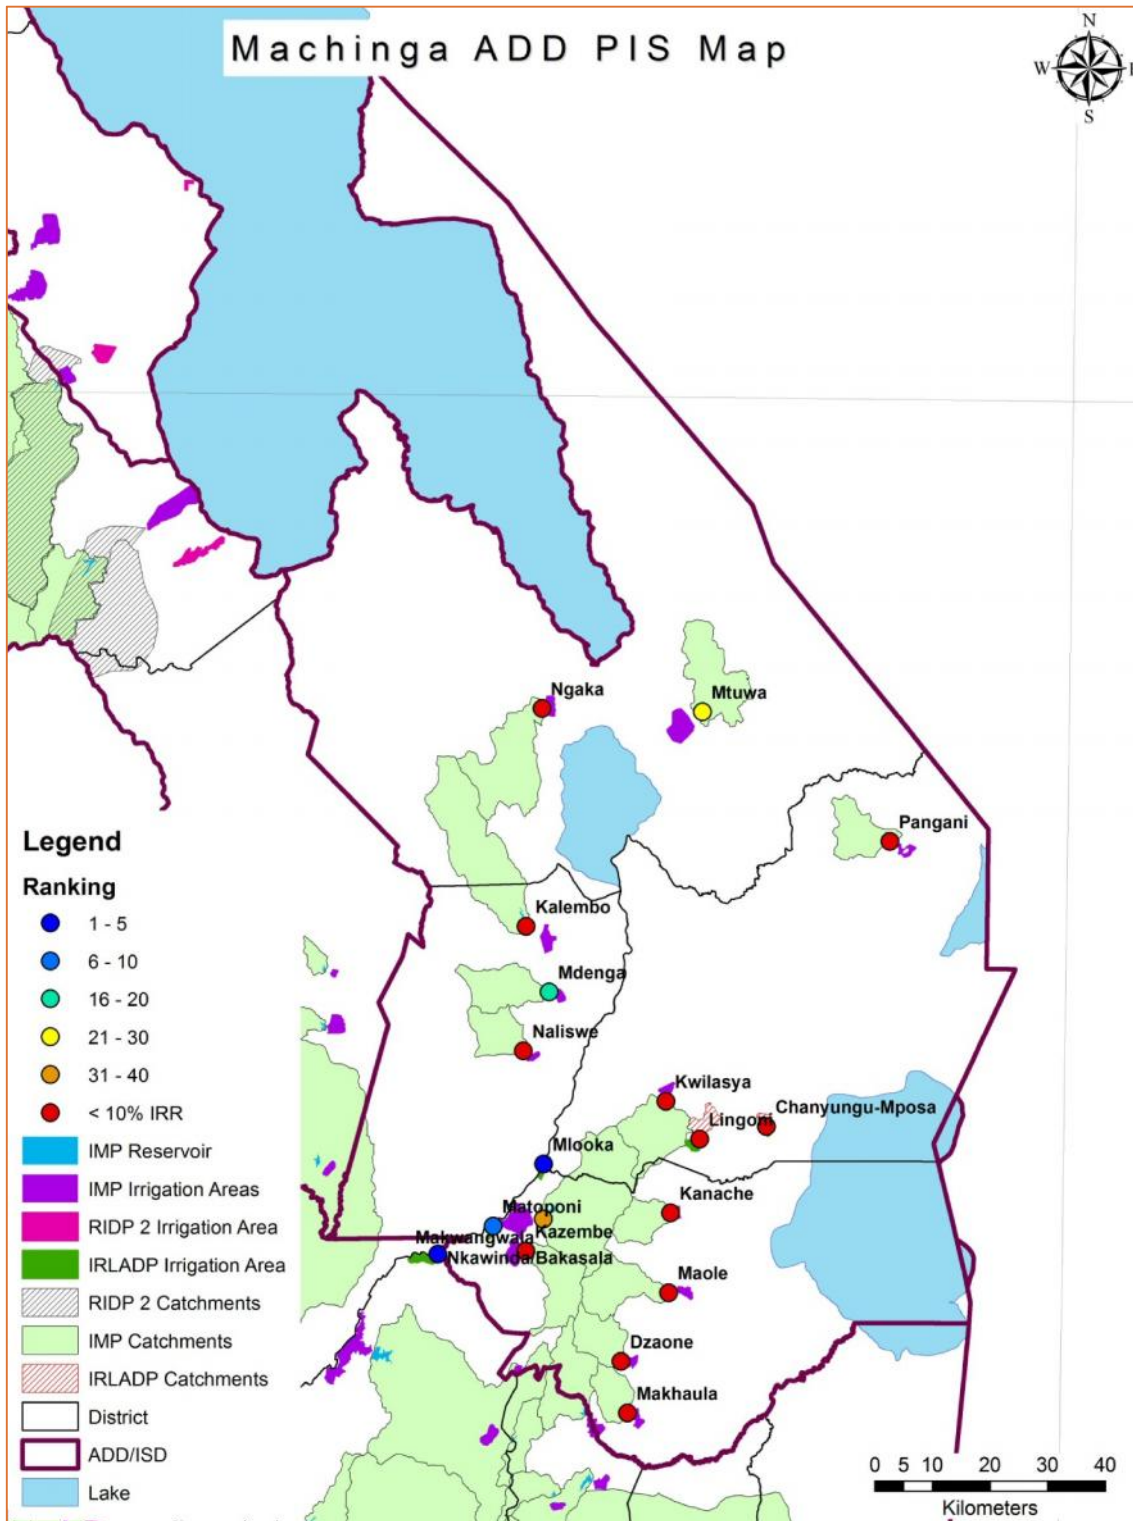 Machinga ADD PIS Map
N
W
S
Ngaka
Mtuwa
Pangani
Kalembo
Mdenga
Naliswe
Kwilasya
Chanyungu-Mposa
Lingoni
Mlooka
Matoponi
Kanache
Kazembe
Makwangwala
Nkawinda/Bakasala
Maole
Dzaone
Makhaula
Legend
Ranking
1 - 5
6 - 10
16 - 20
21 - 30
31 - 40
< 10% IRR
IMP Reservoir
IMP Irrigation Areas
RIDP 2 Irrigation Area
IRLADP Irrigation Area
RIDP 2 Catchments
IMP Catchments
IRLADP Catchments
District
ADD/ISD
Lake
0 5 10 20 30 40
Kilometers